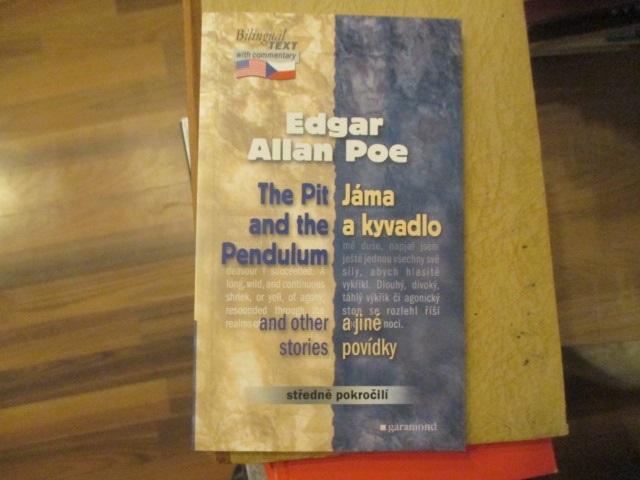 Bilingual
TEXT
with commentary
Edgar
Allan Poe
The Pit
and the
Pendulum
deavour I succeeded. A
long, wild, and continuous
shriek, or yell, of agony,
resounded through
realms
and other
stories
Jáma
a kyvadlo
mé duše, napjal jsem
ještě jednou všechny své
síly, abych hlasitě
vykřikl. Dlouhý, divoký,
táhlý výkřik či agonický
ston se rozlehl říší
noci.
a jiné
povídky
středně pokročilí
garamond